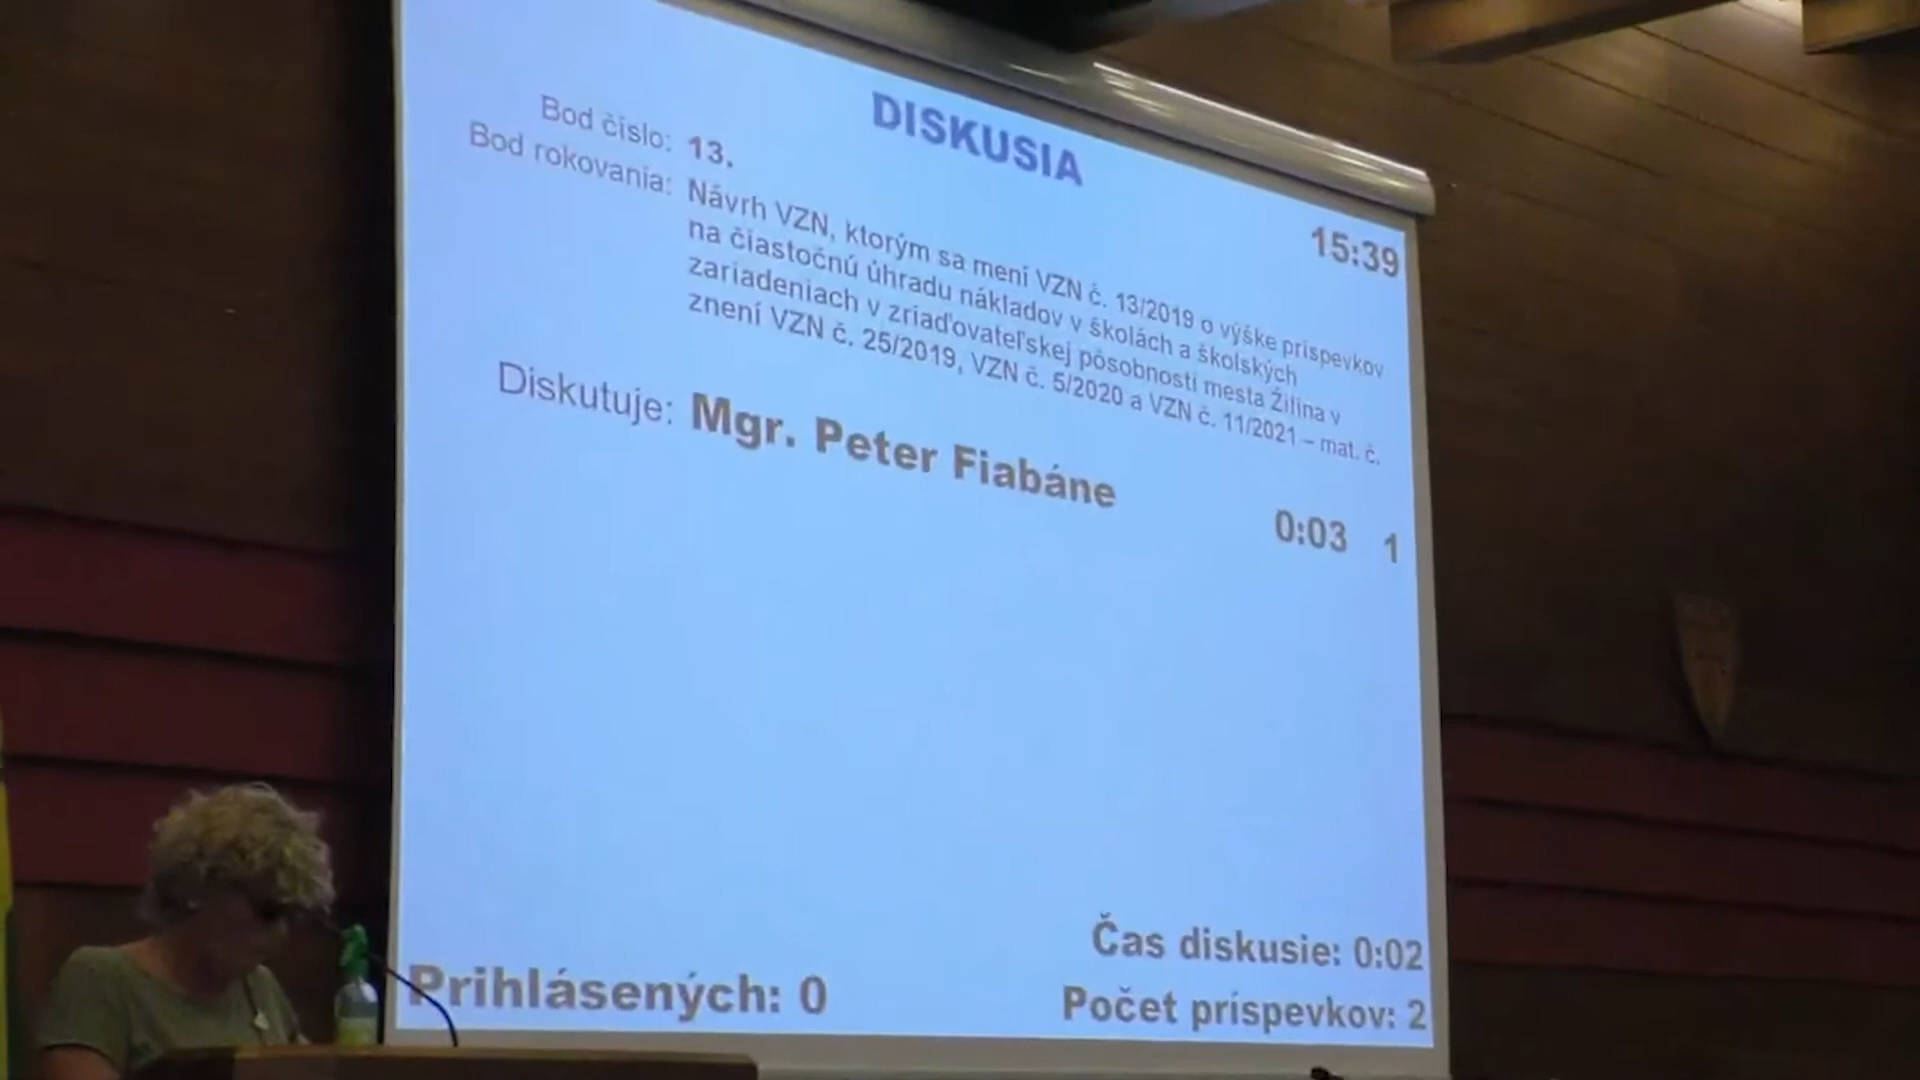 DISKUSIA
Bod číslo: 13.
15:39
Bod rokovania: Návrh VZN, ktorým sa mení VZN č. 13/2019 o výške príspevkov
na čiastočnú úhradu nákladov v školách a školských
zariadeniach v zriaďovateľskej pôsobnosti mesta Žilina v
znení VZN č. 25/2019, VZN č. 5/2020 a VZN č. 11/2021 – mat. č.
Diskutuje: Mgr. Peter Fiabáne
0:03 1
Čas diskusie: 0:02
Prihlásených: 0
Počet príspevkov: 2